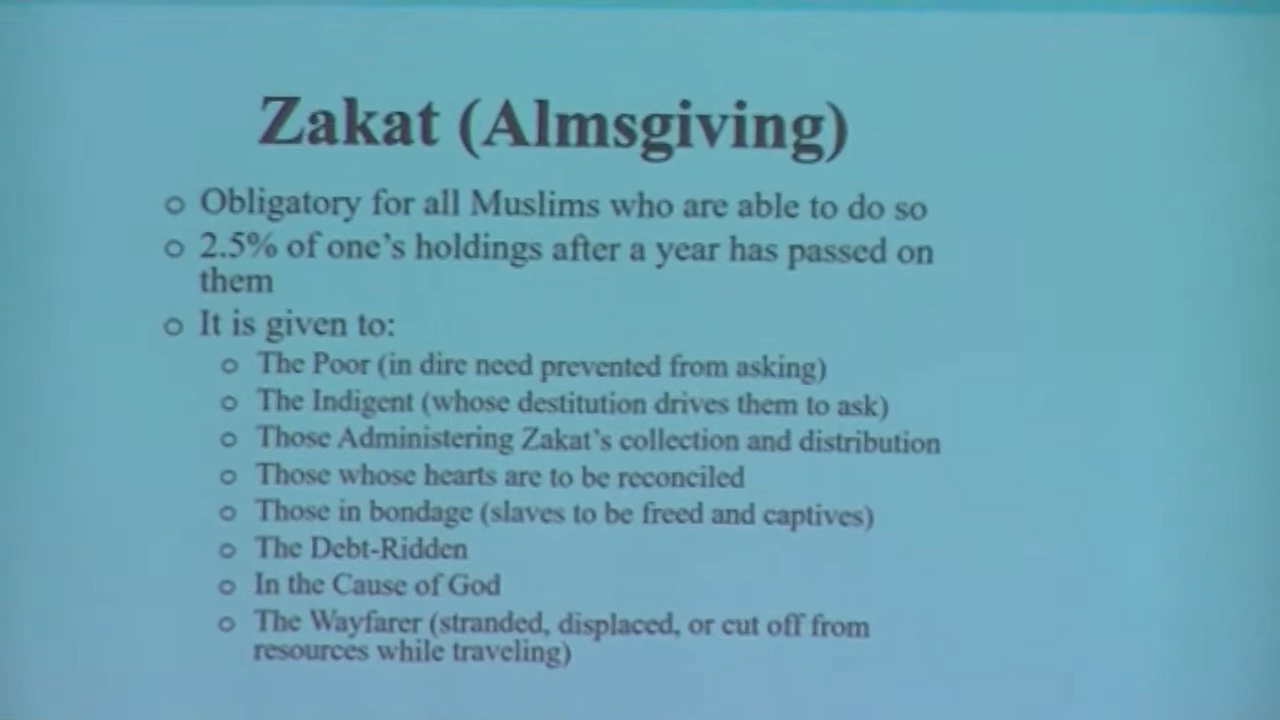 Zakat (Almsgiving)
o Obligatory for all Muslims who are able to do so
o 2.5% of one's holdings after a year has passed on
them
o It is given to:
o The Poor (in dire need prevented from asking)
o The Indigent (whose destitution drives them to ask)
o Those Administering Zakat's collection and distribution
o Those whose hearts are to be reconciled
o Those in bondage (slaves to be freed and captives)
o The Debt-Ridden
o In the Cause of God
o The Wayfarer (stranded, displaced, or cut off from
resources while traveling)